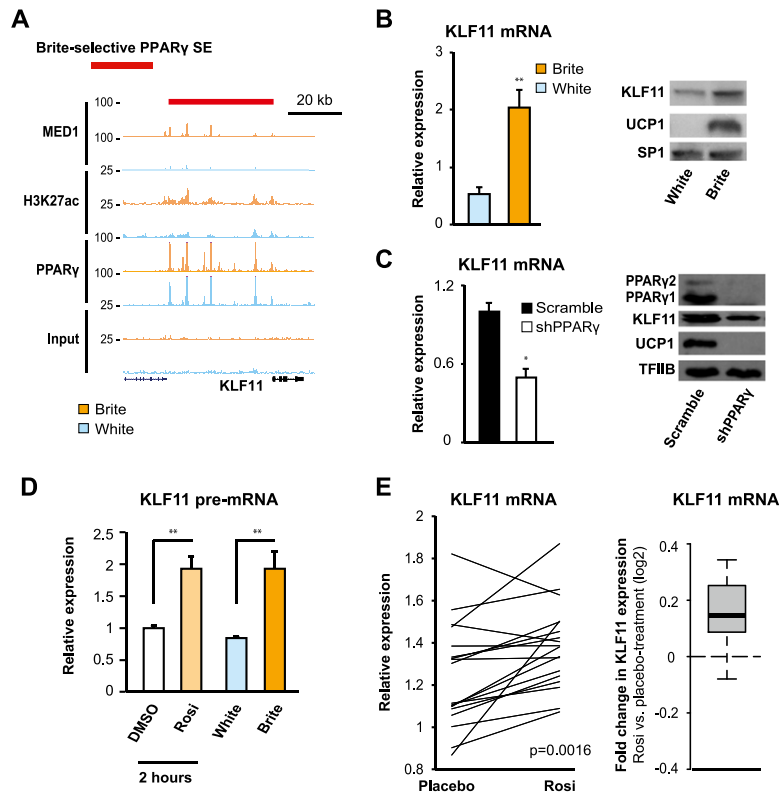 A
Brite-selective PPARγ SE
20 kb
MED1
100
100
H3K27ac
25
25
PPARγ
100
100
Input
25
25
KLF11
Brite
White
B
KLF11 mRNA
Relative expression
3
2
1
0
**
Brite
White
KLF11
UCP1
SP1
White
Brite
C
KLF11 mRNA
Relative expression
1.2
0.6
0
*
Scramble
shPPARγ
PPARγ2
PPARγ1
KLF11
UCP1
TFIIB
Scramble
shPPARγ
D
KLF11 pre-mRNA
Relative expression
2.5
2
1.5
1
0.5
0
**
**
DMSO
Rosi
White
Brite
2 hours
E
KLF11 mRNA
Relative expression
2
1.8
1.6
1.4
1.2
1
0.8
p=0.0016
Placebo
Rosi
KLF11 mRNA
Fold change in KLF11 expression
Rosi vs. placebo-treatment (log2)
0.4
0.2
0
-0.2
-0.4